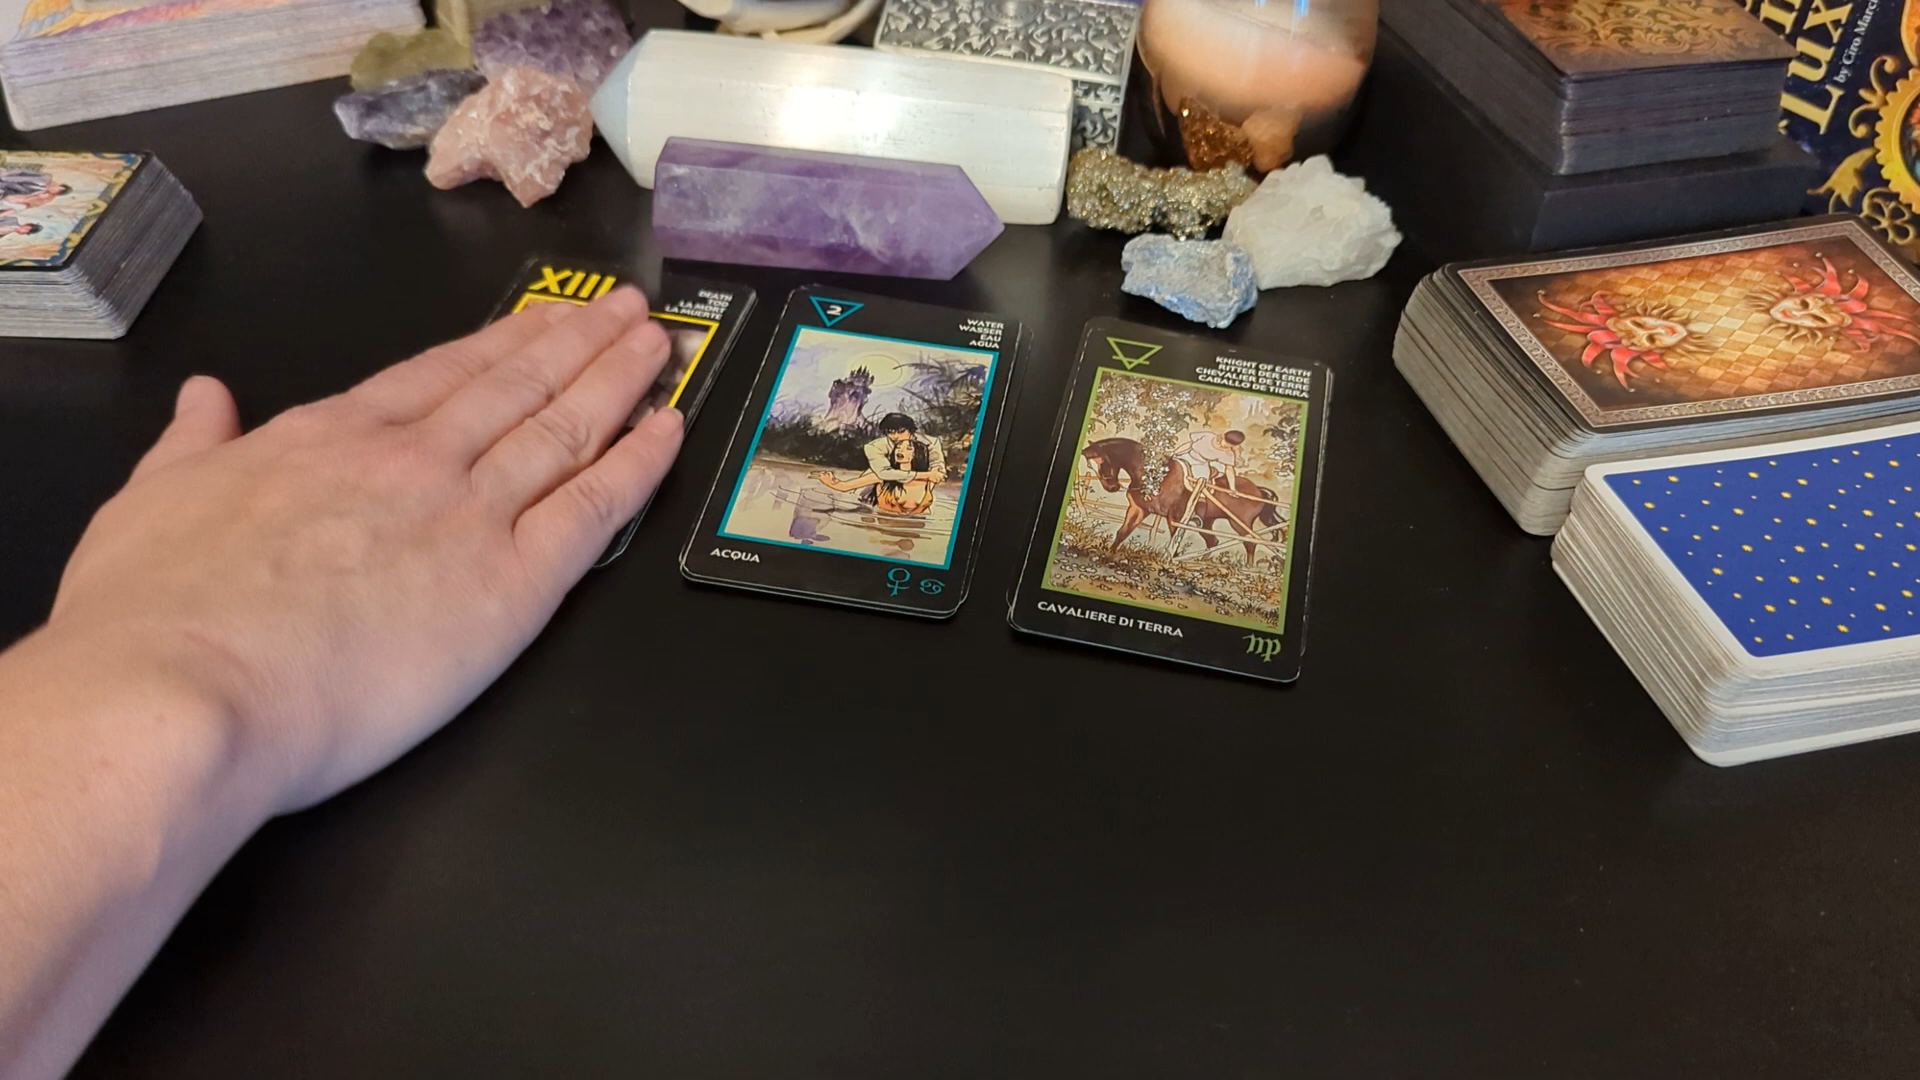 XIII
DEATH
TOD
LA MORT
LA MUERTE
2
WATER
WASSER
EAU
AGUA
ACQUA
KNIGHT OF EARTH
RITTER DER ERDE
CHEVALIER DE TERRE
CABALLO DE TIERRA
CAVALIERE DI TERRA
Lux
by Ciro